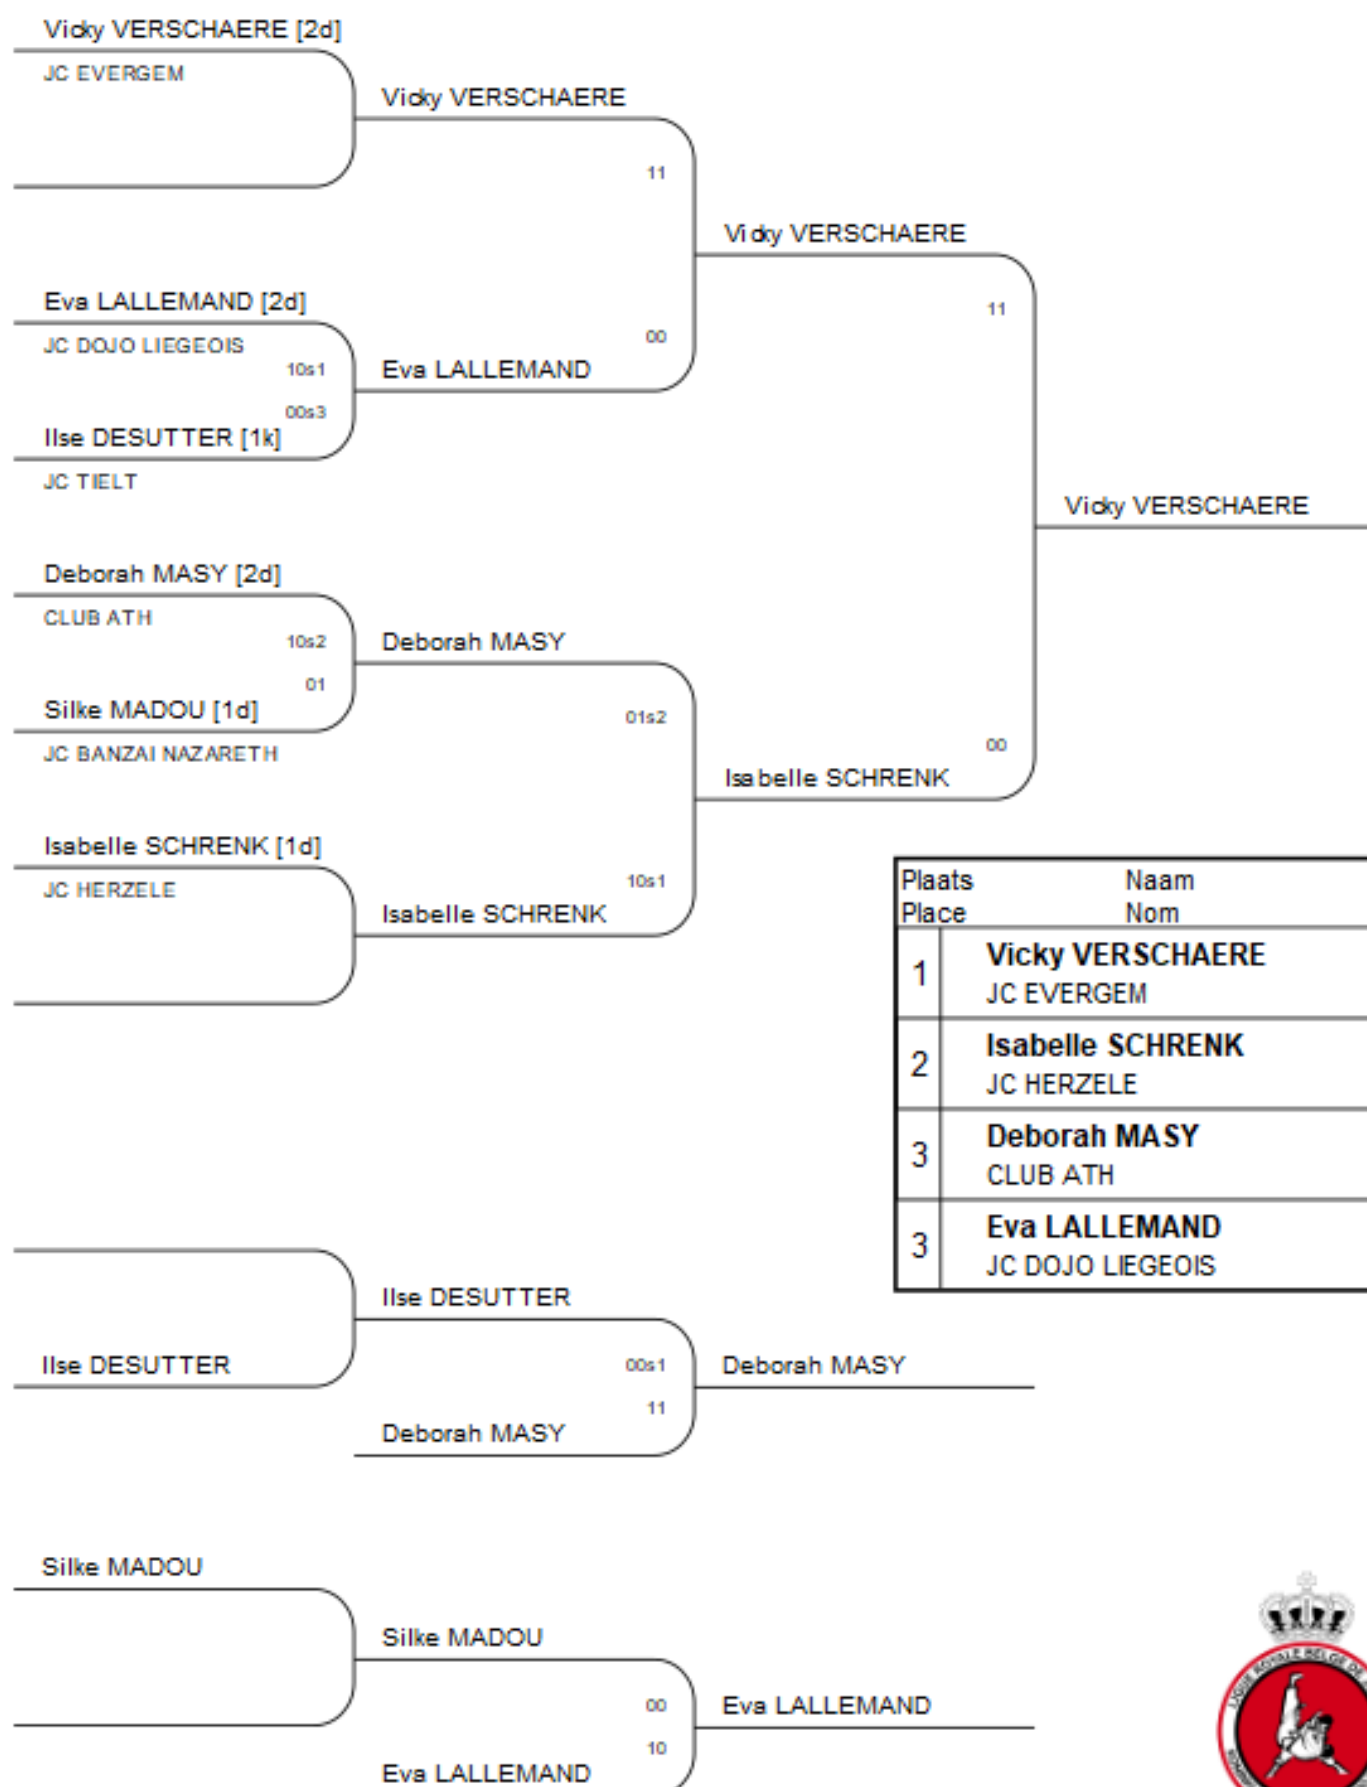 Vicky VERSCHAERE [2d]
JC EVERGEM
Vicky VERSCHAERE
11
Vicky VERSCHAERE
Eva LALLEMAND [2d]
11
00
JC DOJO LIEGEOIS
10s1
Eva LALLEMAND
00s3
Ilse DESUTTER [1k]
JC TIELT
Vicky VERSCHAERE
Deborah MASY [2d]
CLUB ATH
10s2
Deborah MASY
01
Silke MADOU [1d]
01s2
JC BANZAI NAZARETH
00
Isabelle SCHRENK
Isabelle SCHRENK [1d]
JC HERZELE
10s1
Isabelle SCHRENK
Plaats Naam
Place Nom
1 Vicky VERSCHAERE
JC EVERGEM
2 Isabelle SCHRENK
JC HERZELE
3 Deborah MASY
CLUB ATH
3 Eva LALLEMAND
JC DOJO LIEGEOIS
Ilse DESUTTER
Ilse DESUTTER
00s1
Deborah MASY
11
Deborah MASY
Silke MADOU
Silke MADOU
00
Eva LALLEMAND
10
Eva LALLEMAND
LIGUE ROYALE BELGE DE